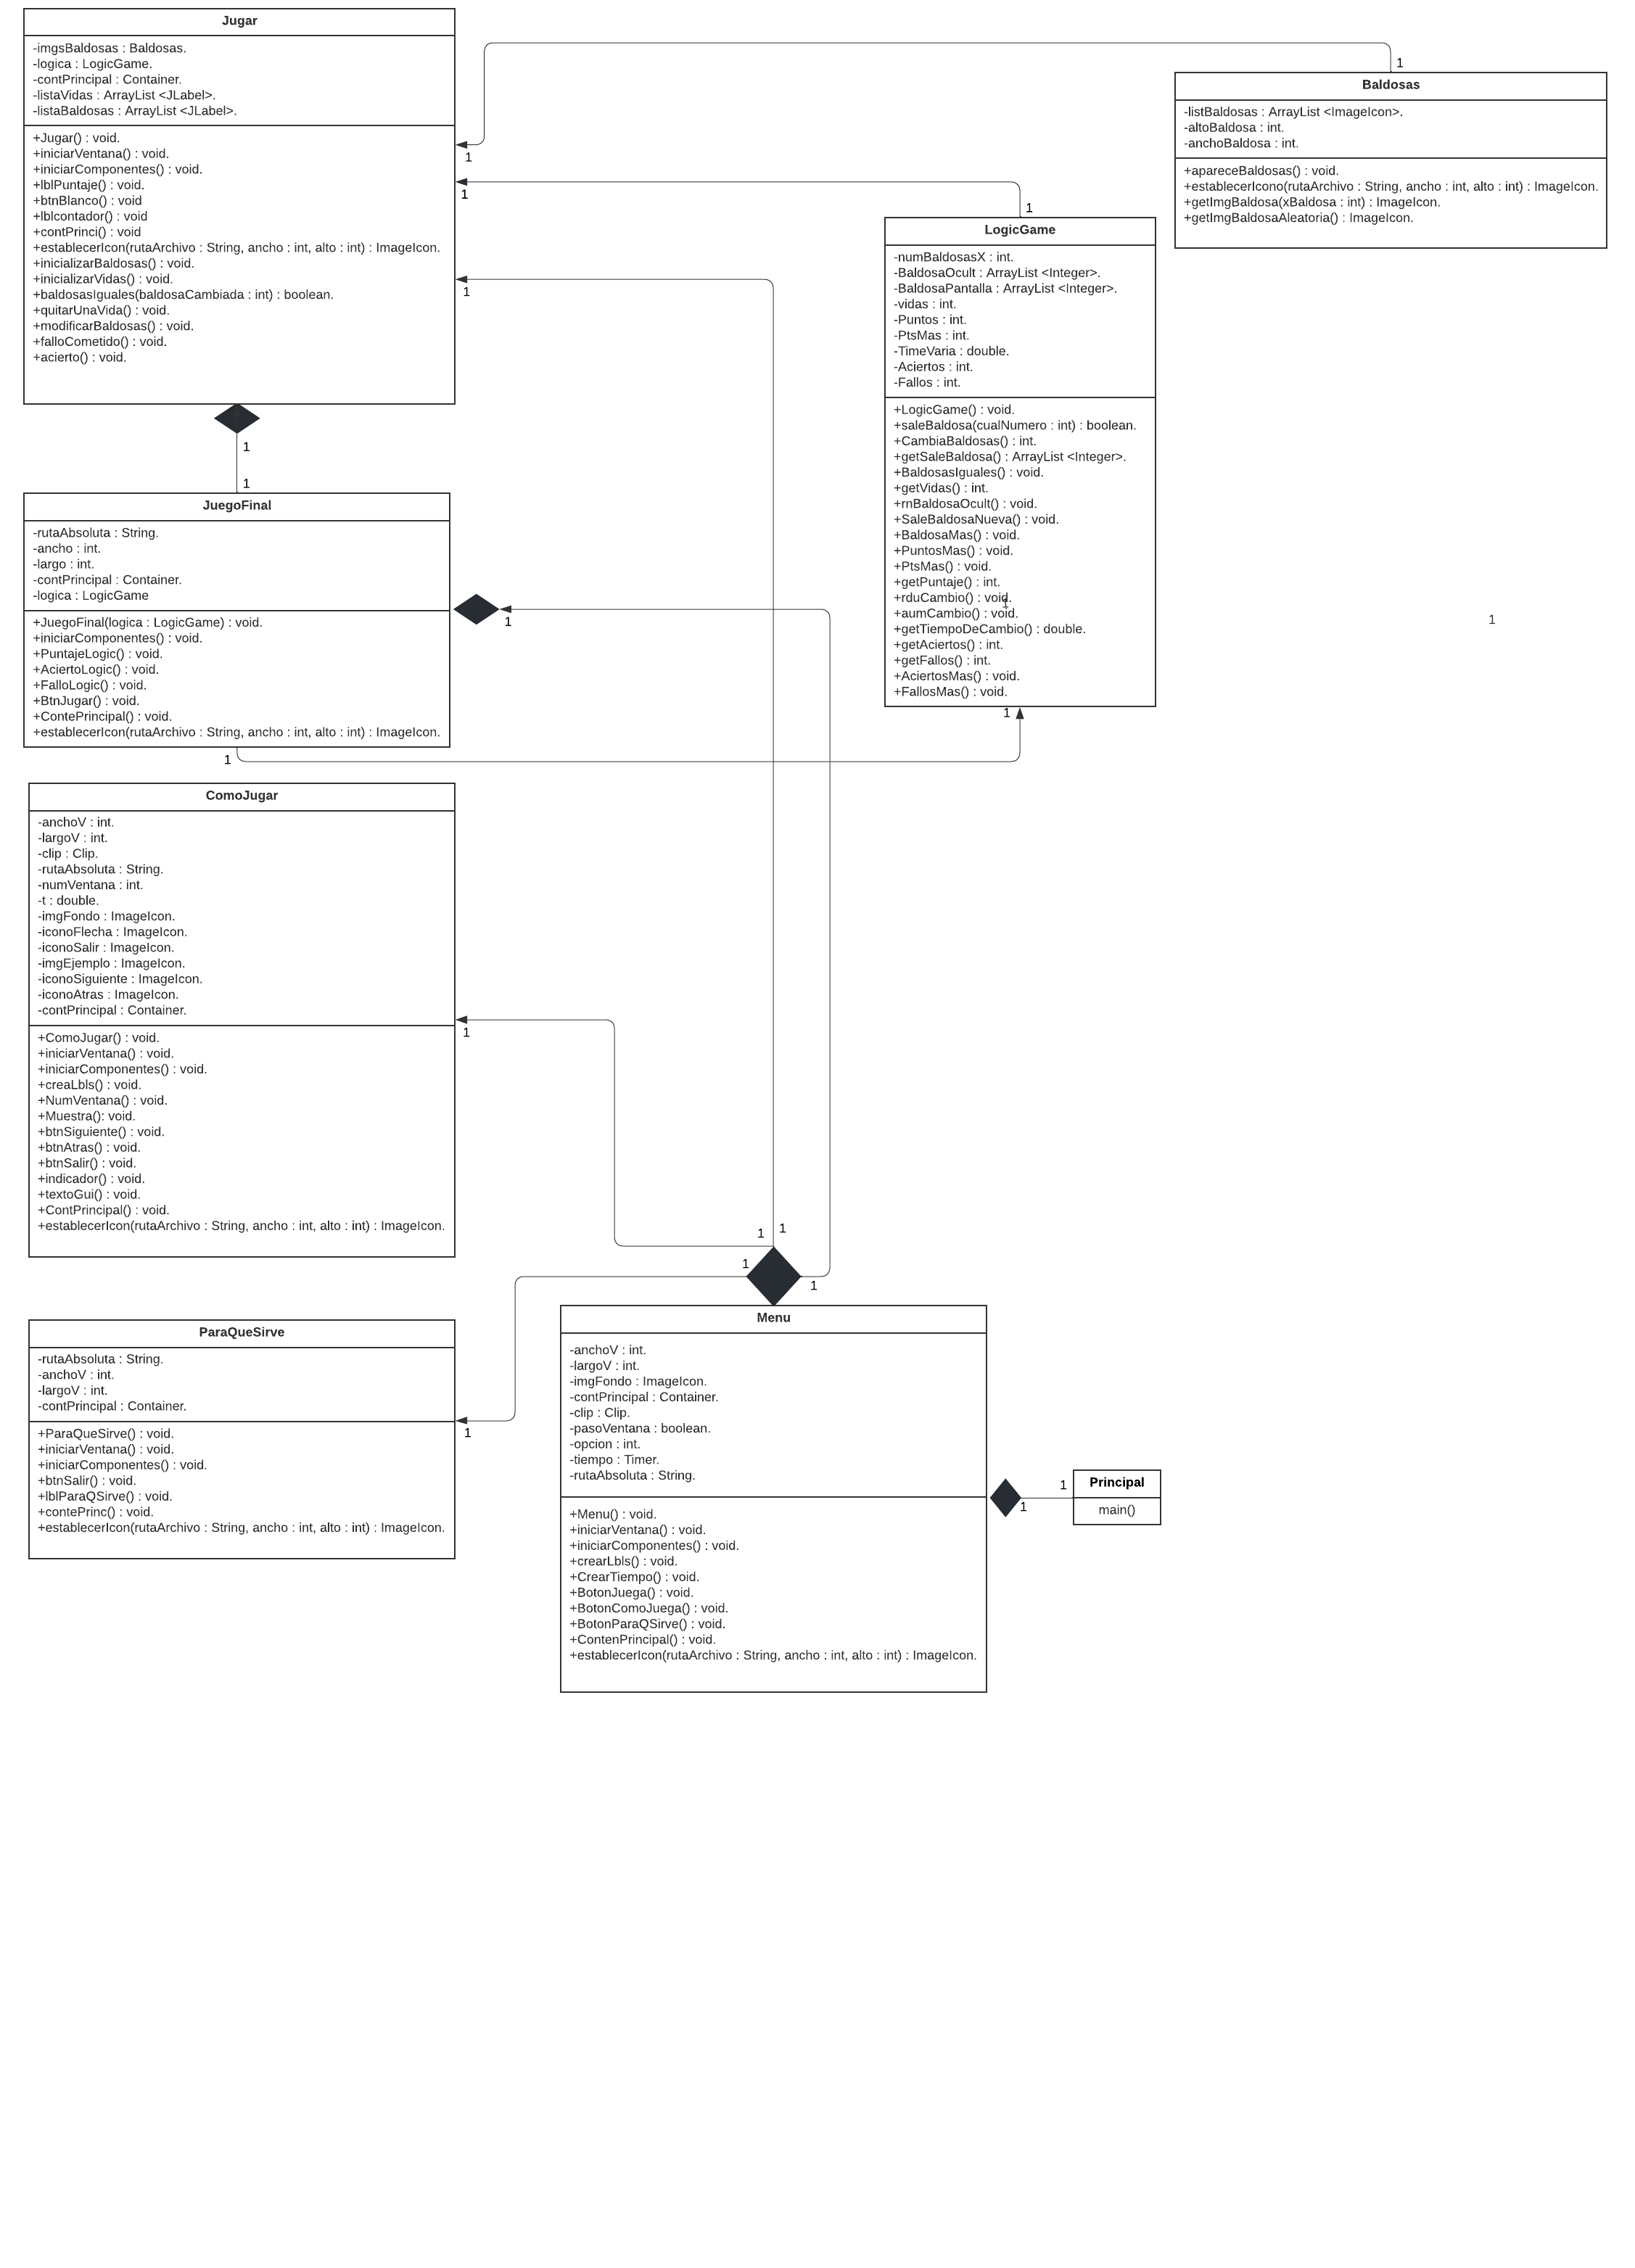 Jugar
-imgsBaldosas : Baldosas.
-logica : LogicGame.
-contPrincipal : Container.
-listaVidas : ArrayList <JLabel>.
-listaBaldosas : ArrayList <JLabel>.
+Jugar() : void.
+iniciarVentana() : void.
+iniciarComponentes() : void.
+lblPuntaje() : void.
+btnBlanco() : void
+lblcontador() : void
+contPrinci() : void
+establecerIcon(rutaArchivo : String, ancho : int, alto : int) : ImageIcon.
+inicializarBaldosas() : void.
+inicializarVidas() : void.
+baldosasIguales(baldosaCambiada : int) : boolean.
+quitarUnaVida() : void.
+modificarBaldosas() : void.
+falloCometido() : void.
+acierto() : void.
1
1
1
1
1
Baldosas
-listBaldosas : ArrayList <ImageIcon>.
-altoBaldosa : int.
-anchoBaldosa : int.
+apareceBaldosas() : void.
+establecerIcono(rutaArchivo : String, ancho : int, alto : int) : ImageIcon.
+getImgBaldosa(xBaldosa : int) : ImageIcon.
+getImgBaldosaAleatoria() : ImageIcon.
1
1
LogicGame
-numBaldosasX : int.
-BaldosaOcult : ArrayList <Integer>.
-BaldosaPantalla : ArrayList <Integer>.
-vidas : int.
-Puntos : int.
-PtsMas : int.
-TimeVaria : double.
-Aciertos : int.
-Fallos : int.
+LogicGame() : void.
+saleBaldosa(cualNumero : int) : boolean.
+CambiaBaldosas() : int.
+getSaleBaldosa() : ArrayList <Integer>.
+BaldosasIguales() : void.
+getVidas() : int.
+rnBaldosaOcult() : void.
+SaleBaldosaNueva() : void.
+BaldosaMas() : void.
+PuntosMas() : void.
+PtsMas() : void.
+getPuntaje() : int.
+rduCambio() : void.
1
+aumCambio() : void.
+getTiempoDeCambio() : double.
+getAciertos() : int.
+getFallos() : int.
+AciertosMas() : void.
+FallosMas() : void.
1
1
JuegoFinal
-rutaAbsoluta : String.
-ancho : int.
-largo : int.
-contPrincipal : Container.
-logica : LogicGame
+JuegoFinal(logica : LogicGame) : void.
+iniciarComponentes() : void.
+PuntajeLogic() : void.
+AciertoLogic() : void.
+FalloLogic() : void.
+BtnJugar() : void.
+ContePrincipal() : void.
+establecerIcon(rutaArchivo : String, ancho : int, alto : int) : ImageIcon.
1
1
ComoJugar
-anchoV : int.
-largoV : int.
-clip : Clip.
-rutaAbsoluta : String.
-numVentana : int.
-t : double.
-imgFondo : ImageIcon.
-iconoFlecha : ImageIcon.
-iconoSalir : ImageIcon.
-imgEjemplo : ImageIcon.
-iconoSiguiente : ImageIcon.
-iconoAtras : ImageIcon.
-contPrincipal : Container.
+ComoJugar() : void.
+iniciarVentana() : void.
+iniciarComponentes() : void.
+creaLbls() : void.
+NumVentana() : void.
+Muestra(): void.
+btnSiguiente() : void.
+btnAtras() : void.
+btnSalir() : void.
+indicador() : void.
+textoGui() : void.
+ContPrincipal() : void.
+establecerIcon(rutaArchivo : String, ancho : int, alto : int) : ImageIcon.
1
1
1
1
1
ParaQueSirve
-rutaAbsoluta : String.
-anchoV : int.
-largoV : int.
-contPrincipal : Container.
+ParaQueSirve() : void.
+iniciarVentana() : void.
+iniciarComponentes() : void.
+btnSalir() : void.
+lblParaQSirve() : void.
+contePrinc() : void.
+establecerIcon(rutaArchivo : String, ancho : int, alto : int) : ImageIcon.
1
Menu
-anchoV : int.
-largoV : int.
-imgFondo : ImageIcon.
-contPrincipal : Container.
-clip : Clip.
-pasoVentana : boolean.
-opcion : int.
-tiempo : Timer.
-rutaAbsoluta : String.
+Menu() : void.
+iniciarVentana() : void.
+iniciarComponentes() : void.
+crearLbls() : void.
+CrearTiempo() : void.
+BotonJuega() : void.
+BotonComoJuega() : void.
+BotonParaQSirve() : void.
+ContenPrincipal() : void.
+establecerIcon(rutaArchivo : String, ancho : int, alto : int) : ImageIcon.
1
1
Principal
main()